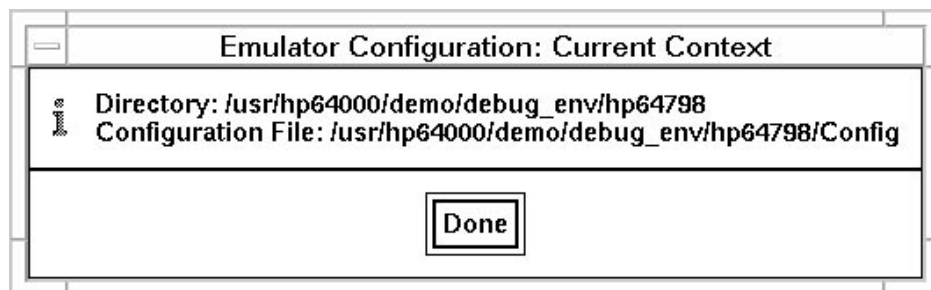 Emulator Configuration: Current Context
Directory: /usr/hp64000/demo/debug_env/hp64798
Configuration File: /usr/hp64000/demo/debug_env/hp64798/Config
Done